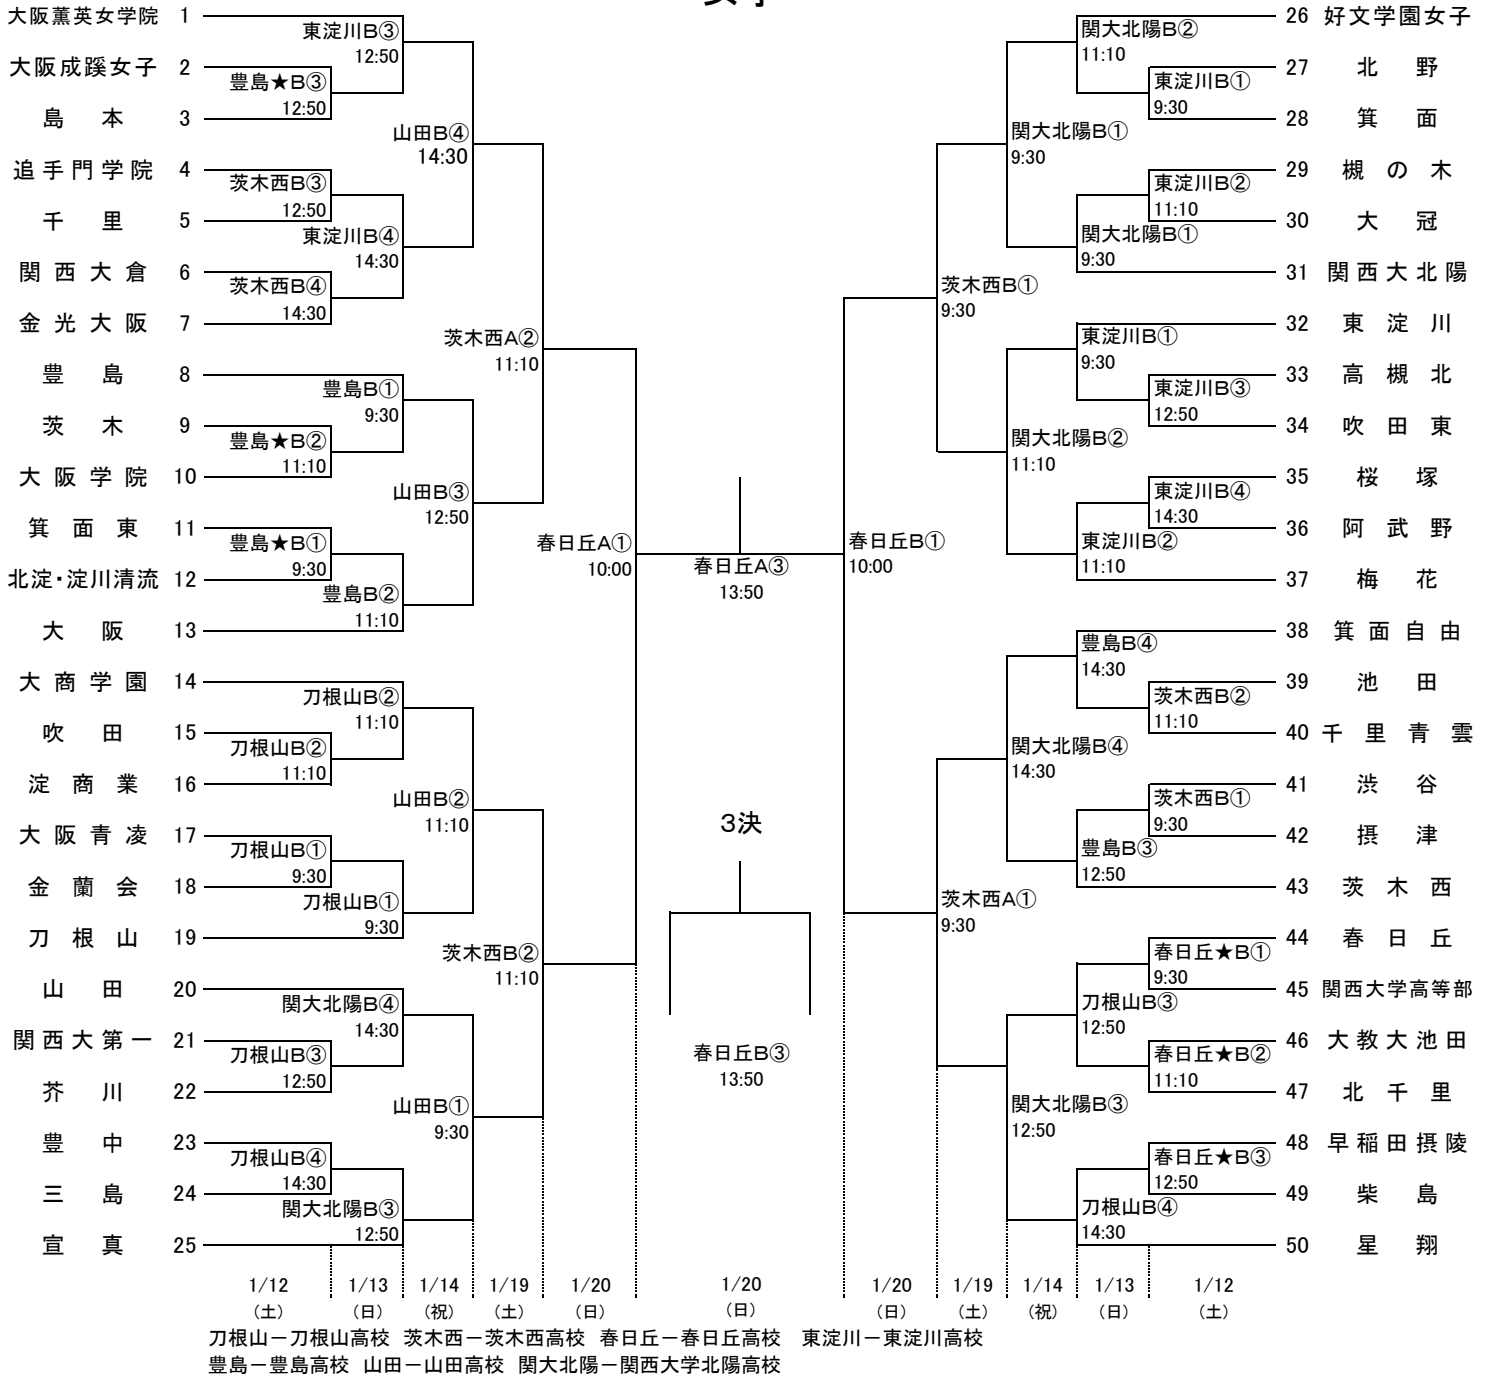 大阪薫英女学院 1
東淀川B③
12:50
大阪成蹊女子 2
豊島★B③
12:50
島本 3
山田B④
14:30
追手門学院 4
茨木西B③
12:50
千里 5
東淀川B④
14:30
関西大倉 6
茨木西B④
14:30
金光大阪 7
茨木西A②
11:10
豊島 8
豊島B①
9:30
茨木 9
豊島★B②
11:10
大阪学院 10
山田B③
12:50
箕面東 11
豊島★B①
9:30
北淀・淀川清流 12
豊島B②
11:10
大阪 13
春日丘A①
10:00
大商学園 14
刀根山B②
11:10
吹田 15
刀根山B②
11:10
淀商業 16
山田B②
11:10
大阪青凌 17
刀根山B①
9:30
金蘭会 18
刀根山B①
9:30
刀根山 19
茨木西B②
11:10
山田 20
関大北陽B④
14:30
関西大第一 21
刀根山B③
12:50
芥川 22
山田B①
9:30
豊中 23
刀根山B④
14:30
三島 24
関大北陽B③
12:50
宣真 25
春日丘A③
13:50
3決
春日丘B③
13:50
26 好文学園女子
関大北陽B②
11:10
27 北野
東淀川B①
9:30
28 箕面
関大北陽B①
9:30
29 槻の木
東淀川B②
11:10
30 大冠
関大北陽B①
9:30
31 関西大北陽
茨木西B①
9:30
32 東淀川
東淀川B①
9:30
33 高槻北
東淀川B③
12:50
34 吹田東
関大北陽B②
11:10
35 桜塚
東淀川B④
14:30
36 阿武野
東淀川B②
11:10
37 梅花
春日丘B①
10:00
38 箕面自由
豊島B④
14:30
39 池田
茨木西B②
11:10
40 千里青雲
関大北陽B④
14:30
41 渋谷
茨木西B①
9:30
42 摂津
豊島B③
12:50
43 茨木西
茨木西A①
9:30
44 春日丘
春日丘★B①
9:30
45 関西大学高等部
刀根山B③
12:50
46 大教大池田
春日丘★B②
11:10
47 北千里
関大北陽B③
12:50
48 早稲田摂陵
春日丘★B③
12:50
49 柴島
刀根山B④
14:30
50 星翔
1/12 1/13 1/14 1/19 1/20 1/20 1/20 1/19 1/14 1/13 1/12
(土) (日) (祝) (土) (日) (日) (日) (土) (祝) (日) (土)
刀根山－刀根山高校 茨木西－茨木西高校 春日丘－春日丘高校 東淀川－東淀川高校
豊島－豊島高校 山田－山田高校 関大北陽－関西大学北陽高校